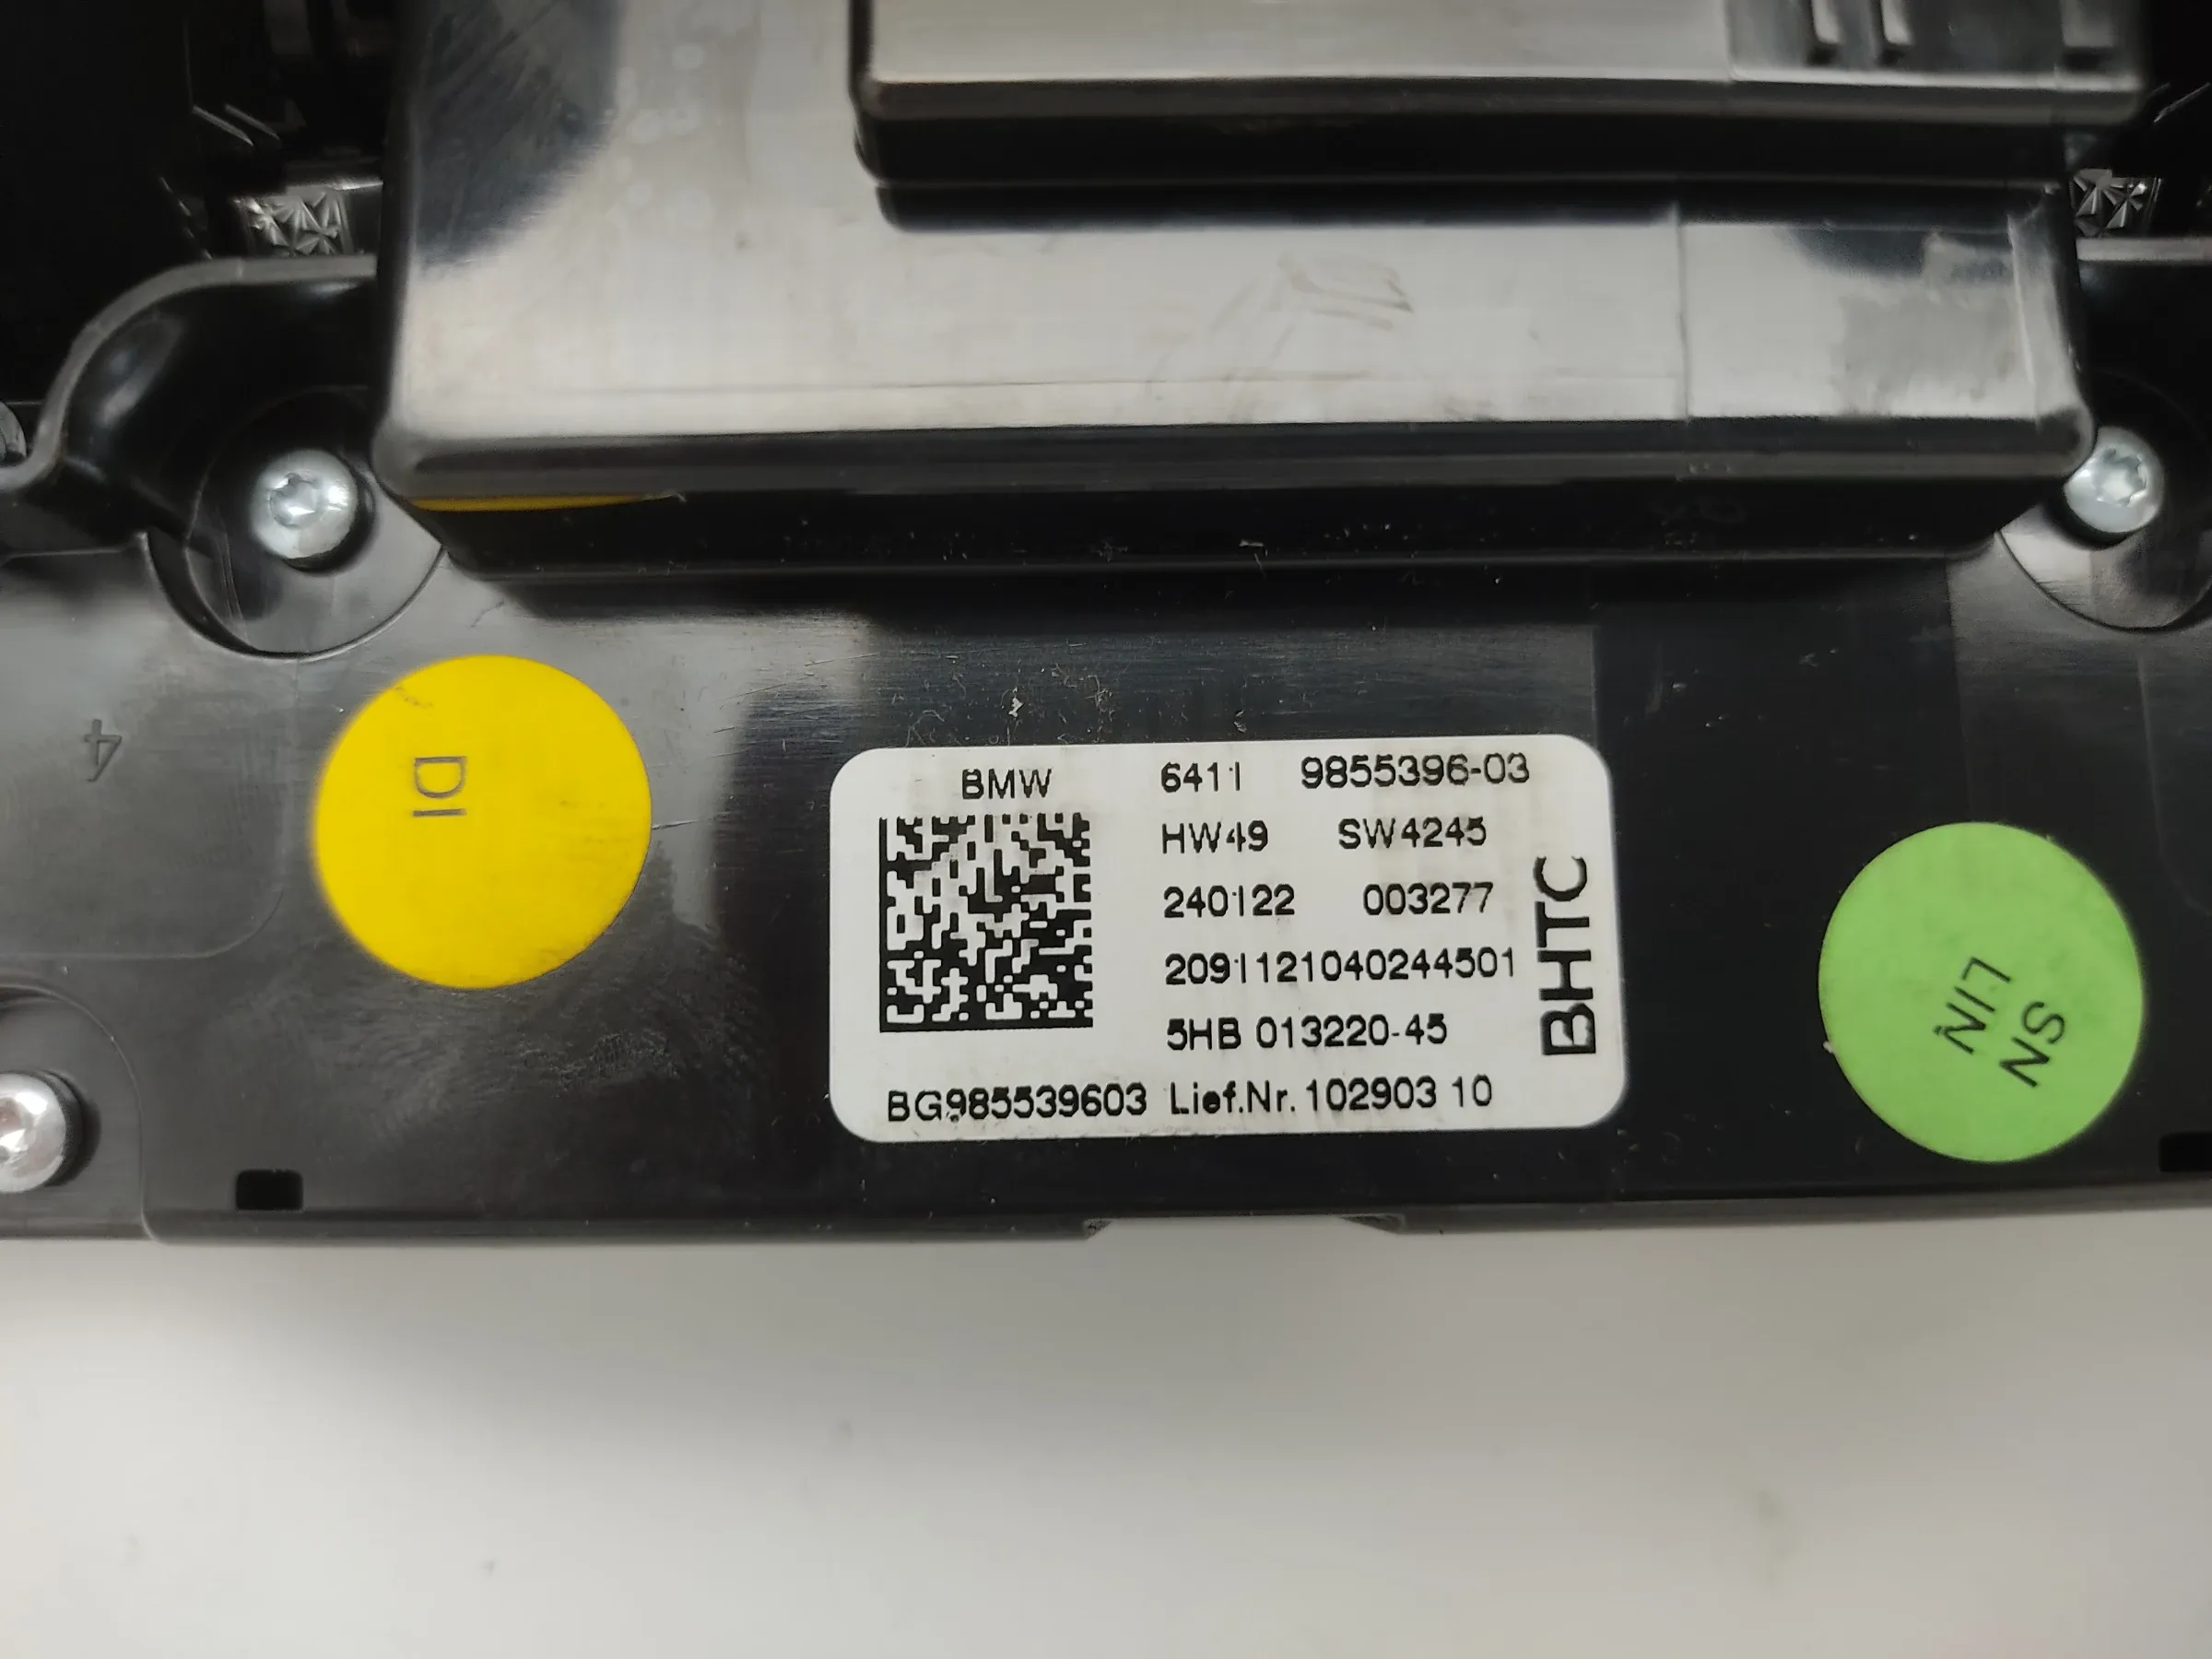 4
DI
BMW 6411 9855396-03
HW49 SW4245
240122 003277
2091121040244501
5HB 013220-45
BG985539603 Lief.Nr. 102903 10
BHTC
SN
LIN